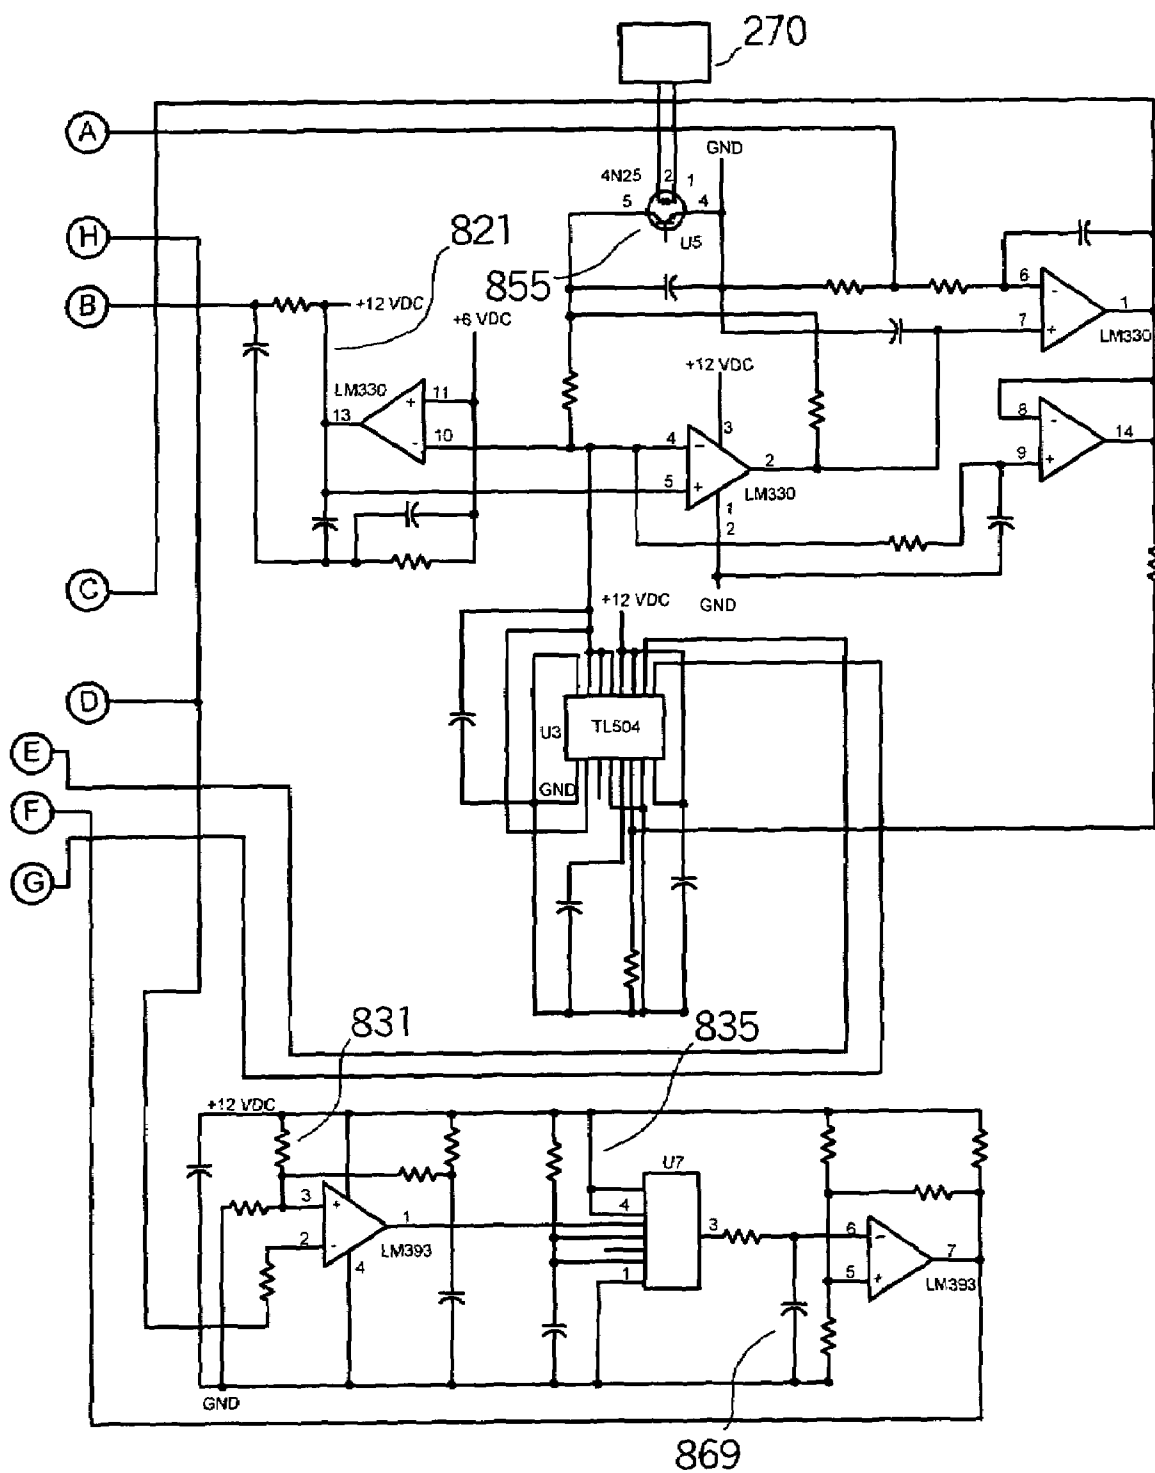 270
A
GND
4N25
2
1
5
4
H
821
U5
855
6
B
+12 VDC
+6 VDC
-
1
7
+
LM330
+12 VDC
LM330
11
+
3
8
13
-
14
10
-
4
-
2
9
+
5
+
LM330
1
2
C
+12 VDC
GND
D
U3
TL504
E
GND
F
G
831
835
+12 VDC
U7
3
+
4
1
3
6
-
2
-
LM393
7
4
1
5
+
LM393
GND
869